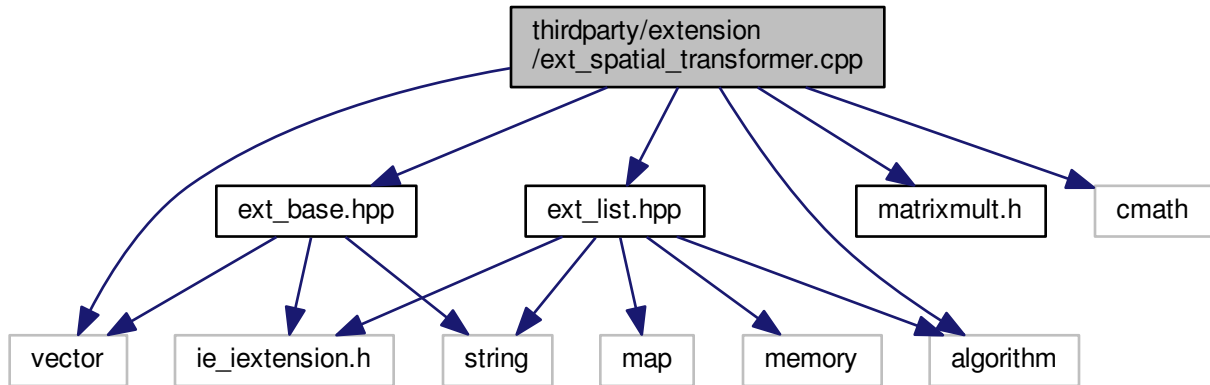 thirdparty/extension
/ext_spatial_transformer.cpp
ext_base.hpp
ext_list.hpp
matrixmult.h
cmath
vector
ie_iextension.h
string
map
memory
algorithm